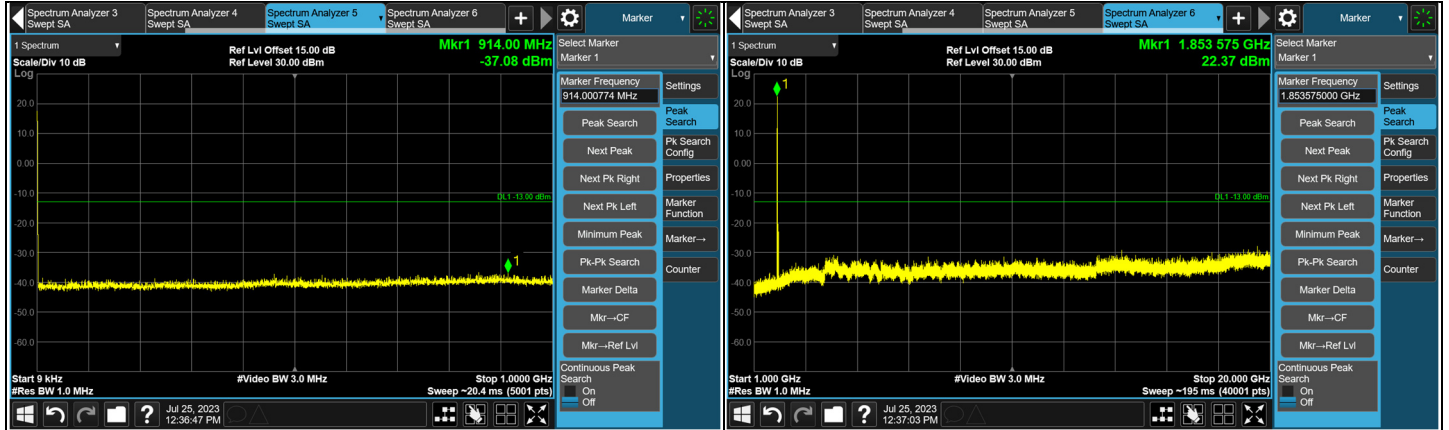 Spectrum Analyzer 3
Swept SA
Spectrum Analyzer 4
Swept SA
Spectrum Analyzer 5
Swept SA
Spectrum Analyzer 6
Swept SA
+
Marker
1 Spectrum
Scale/Div 10 dB
Ref Lvl Offset 15.00 dB
Ref Level 30.00 dBm
Mkr1 914.00 MHz
-37.08 dBm
Log
20.0
10.0
0.00
-10.0
-20.0
-30.0
-40.0
-50.0
-60.0
DL1 -13.00 dBm
1
Start 9 kHz
#Res BW 1.0 MHz
#Video BW 3.0 MHz
Stop 1.0000 GHz
Sweep ~20.4 ms (5001 pts)
Select Marker
Marker 1
Marker Frequency
914.000774 MHz
Peak Search
Next Peak
Next Pk Right
Next Pk Left
Minimum Peak
Pk-Pk Search
Marker Delta
Mkr→CF
Mkr→Ref Lvl
Continuous Peak
Search
On
Off
Settings
Peak
Search
Pk Search
Config
Properties
Marker
Function
Marker→
Counter
?
Jul 25, 2023
12:36:47 PM
Spectrum Analyzer 3
Swept SA
Spectrum Analyzer 4
Swept SA
Spectrum Analyzer 5
Swept SA
Spectrum Analyzer 6
Swept SA
+
Marker
1 Spectrum
Scale/Div 10 dB
Ref Lvl Offset 15.00 dB
Ref Level 30.00 dBm
Mkr1 1.853 575 GHz
22.37 dBm
Log
20.0
10.0
0.00
-10.0
-20.0
-30.0
-40.0
-50.0
-60.0
DL1 -13.00 dBm
1
Start 1.000 GHz
#Res BW 1.0 MHz
#Video BW 3.0 MHz
Stop 20.000 GHz
Sweep ~195 ms (40001 pts)
Select Marker
Marker 1
Marker Frequency
1.853575000 GHz
Peak Search
Next Peak
Next Pk Right
Next Pk Left
Minimum Peak
Pk-Pk Search
Marker Delta
Mkr→CF
Mkr→Ref Lvl
Continuous Peak
Search
On
Off
Settings
Peak
Search
Pk Search
Config
Properties
Marker
Function
Marker→
Counter
?
Jul 25, 2023
12:37:03 PM